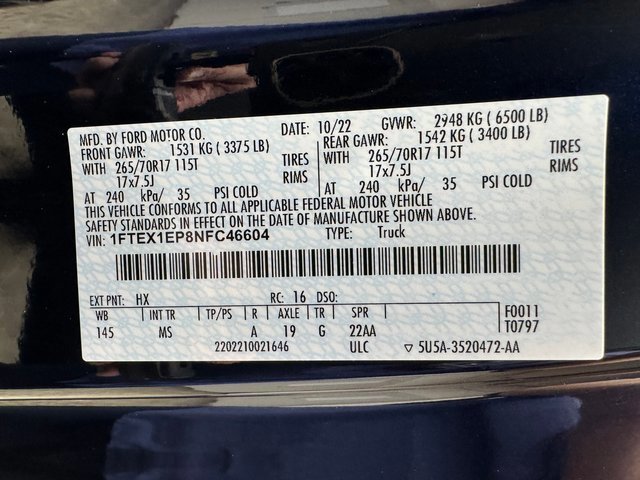 MFD. BY FORD MOTOR CO. DATE: 10/22 GVWR: 2948 KG ( 6500 LB)
FRONT GAWR: 1531 KG ( 3375 LB) REAR GAWR: 1542 KG ( 3400 LB)
WITH 265/70R17 115T TIRES WITH 265/70R17 115T TIRES
17x7.5J RIMS 17x7.5J RIMS
AT 240 kPa/ 35 PSI COLD AT 240 kPa/ 35 PSI COLD
THIS VEHICLE CONFORMS TO ALL APPLICABLE FEDERAL MOTOR VEHICLE
SAFETY STANDARDS IN EFFECT ON THE DATE OF MANUFACTURE SHOWN ABOVE.
VIN: 1FTEX1EP8NFC46604 TYPE: Truck
EXT PNT: HX RC: 16 DSO:
WB INT TR TP/PS R AXLE TR SPR F0011
145 MS A 19 G 22AA T0797
2202210021646 ULC ▽ 5U5A-3520472-AA